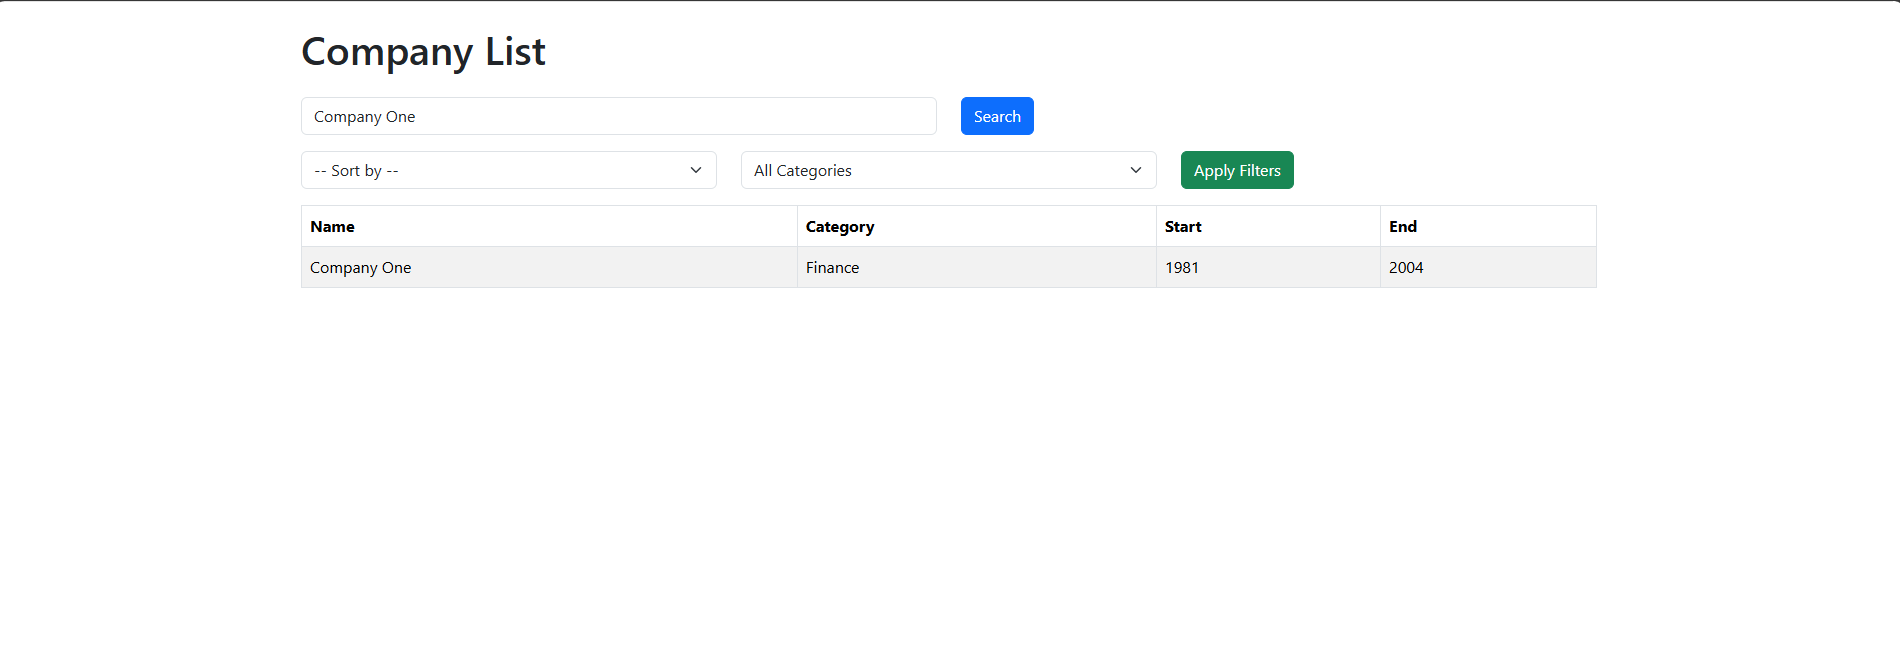 Company List
Company One
Search
-- Sort by --
All Categories
Apply Filters
Name Category Start End
Company One Finance 1981 2004